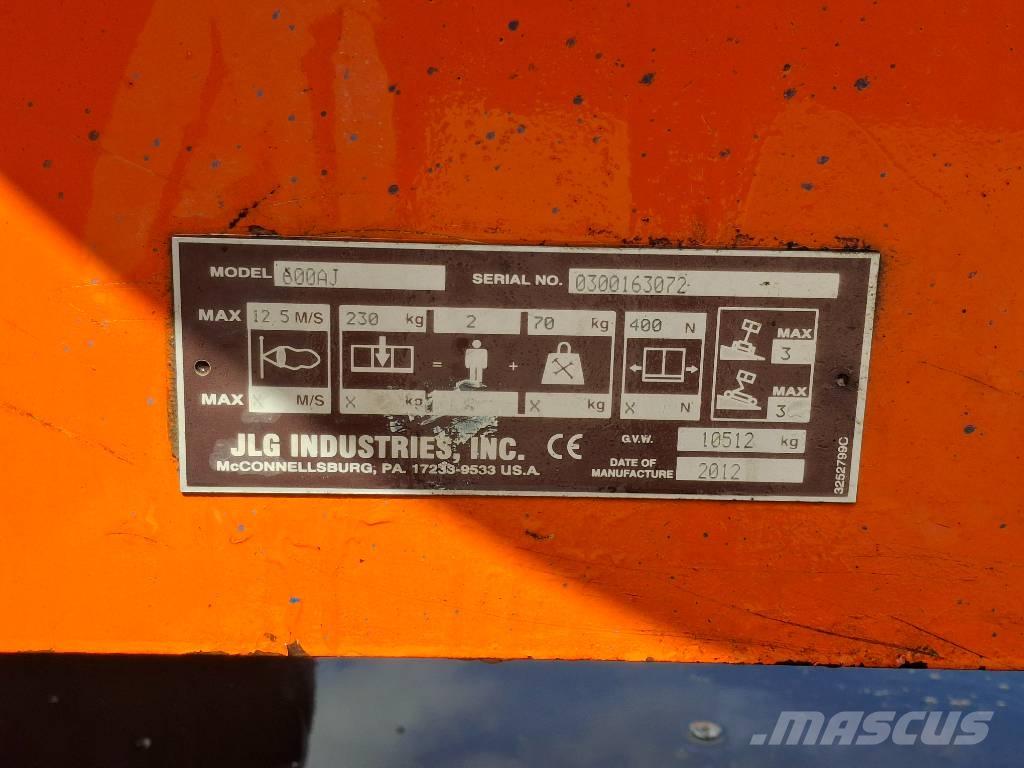 MODEL 600AJ SERIAL NO. 0300163072
MAX 12.5 M/S 230 kg 2 70 kg 400 N MAX 3
= +
MAX X M/S X kg X X kg X N MAX 3
JLG INDUSTRIES, INC. CE G.V.W. 10512 kg
McCONNELLSBURG, PA. 17233-9533 U.S.A. DATE OF MANUFACTURE 2012
3252799C
MASCUS